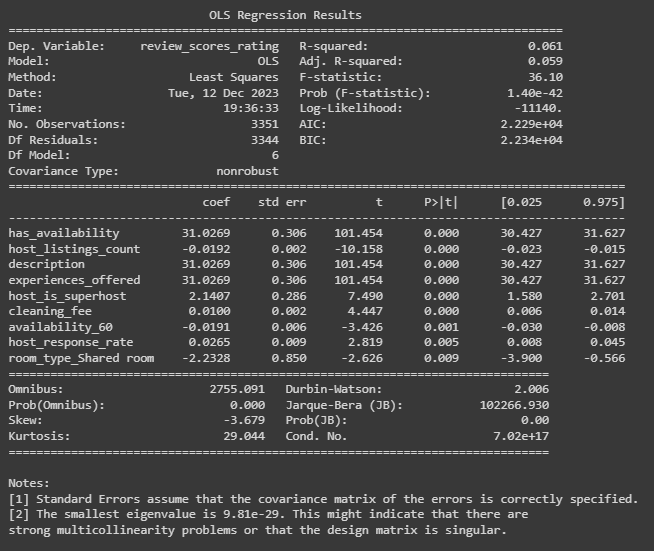 OLS Regression Results
==============================================================================
Dep. Variable:     review_scores_rating   R-squared:                       0.061
Model:                              OLS   Adj. R-squared:                  0.059
Method:                   Least Squares   F-statistic:                     36.10
Date:                  Tue, 12 Dec 2023   Prob (F-statistic):           1.40e-42
Time:                          19:36:33   Log-Likelihood:                -11140.
No. Observations:                  3351   AIC:                         2.229e+04
Df Residuals:                      3344   BIC:                         2.234e+04
Df Model:                             6
Covariance Type:              nonrobust
==========================================================================================
                             coef    std err          t      P>|t|      [0.025      0.975]
------------------------------------------------------------------------------------------
has_availability          31.0269      0.306    101.454      0.000      30.427      31.627
host_listings_count       -0.0192      0.002    -10.158      0.000      -0.023      -0.015
description               31.0269      0.306    101.454      0.000      30.427      31.627
experiences_offered       31.0269      0.306    101.454      0.000      30.427      31.627
host_is_superhost          2.1407      0.286      7.490      0.000       1.580       2.701
cleaning_fee               0.0100      0.002      4.447      0.000       0.006       0.014
availability_60           -0.0191      0.006     -3.426      0.001      -0.030      -0.008
host_response_rate         0.0265      0.009      2.819      0.005       0.008       0.045
room_type_Shared room     -2.2328      0.850     -2.626      0.009      -3.900      -0.566
==============================================================================
Omnibus:                     2755.091   Durbin-Watson:                   2.006
Prob(Omnibus):                  0.000   Jarque-Bera (JB):           102266.930
Skew:                          -3.679   Prob(JB):                         0.00
Kurtosis:                      29.044   Cond. No.                     7.02e+17
==============================================================================
Notes:
[1] Standard Errors assume that the covariance matrix of the errors is correctly specified.
[2] The smallest eigenvalue is 9.81e-29. This might indicate that there are
strong multicollinearity problems or that the design matrix is singular.